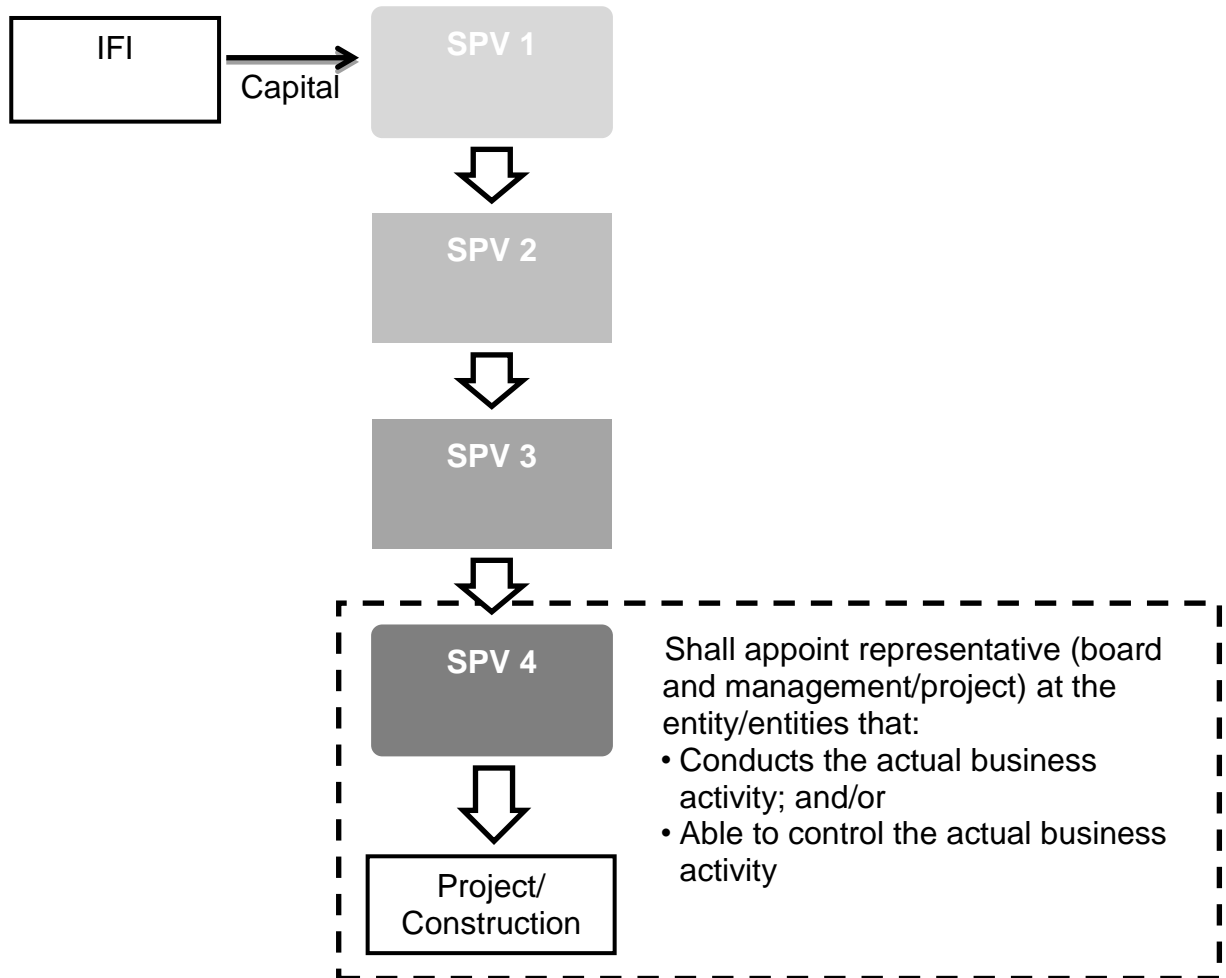 IFI
Capital
SPV 1
SPV 2
SPV 3
SPV 4
Shall appoint representative (board
and management/project) at the
entity/entities that:
• Conducts the actual business
activity; and/or
• Able to control the actual business
activity
Project/
Construction